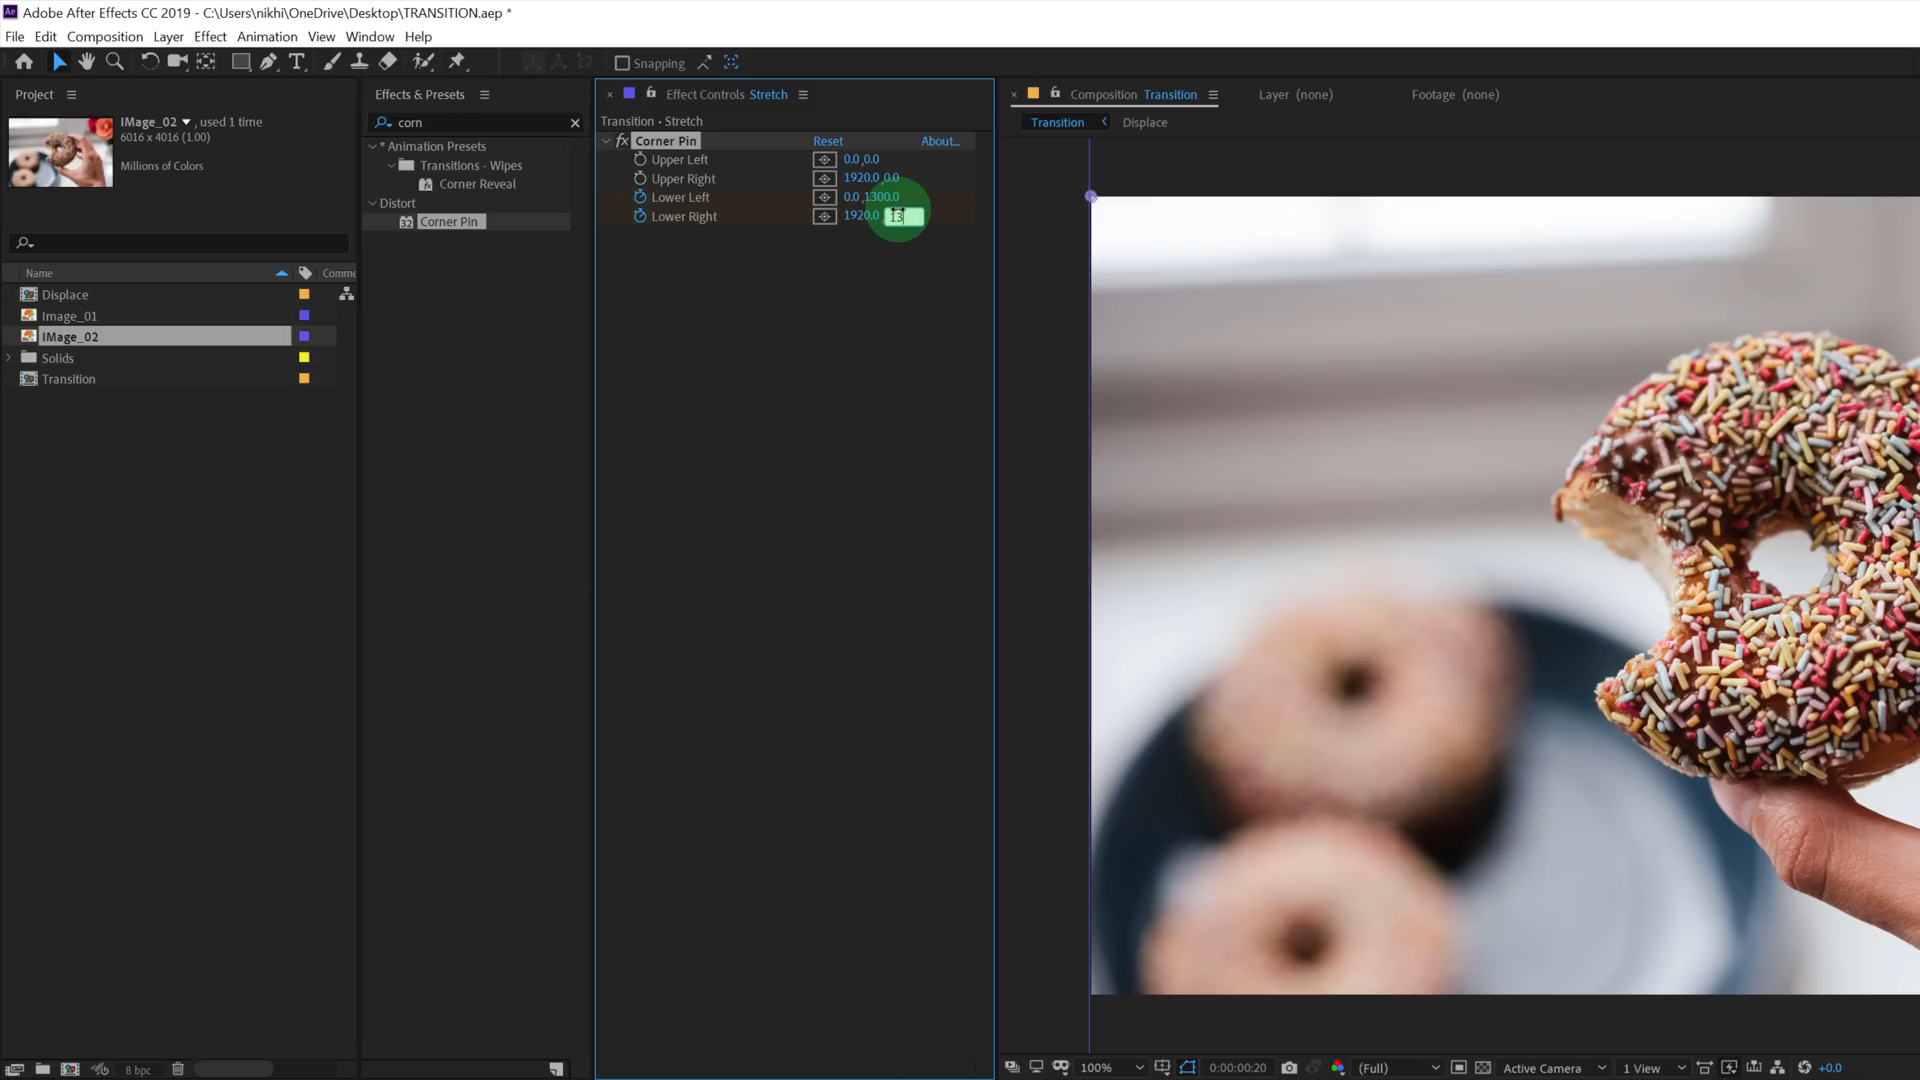 Adobe After Effects CC 2019 - C:\Users\nikhi\OneDrive\Desktop\TRANSITION.aep *
File Edit Composition Layer Effect Animation View Window Help
Snapping
Project
IMage_02 , used 1 time
6016 x 4016 (1.00)
Millions of Colors
Name Comme
Displace
Image_01
IMage_02
Solids
Transition
8 bpc
Effects & Presets
corn
* Animation Presets
Transitions - Wipes
Corner Reveal
Distort
32 Corner Pin
Effect Controls Stretch
Transition • Stretch
fx Corner Pin Reset About...
Upper Left 0.0,0.0
Upper Right 1920.0,0.0
Lower Left 0.0,1300.0
Lower Right 1920.0, 13
Composition Transition Layer (none) Footage (none)
Transition Displace
100% 0:00:00:20 (Full) Active Camera 1 View +0.0